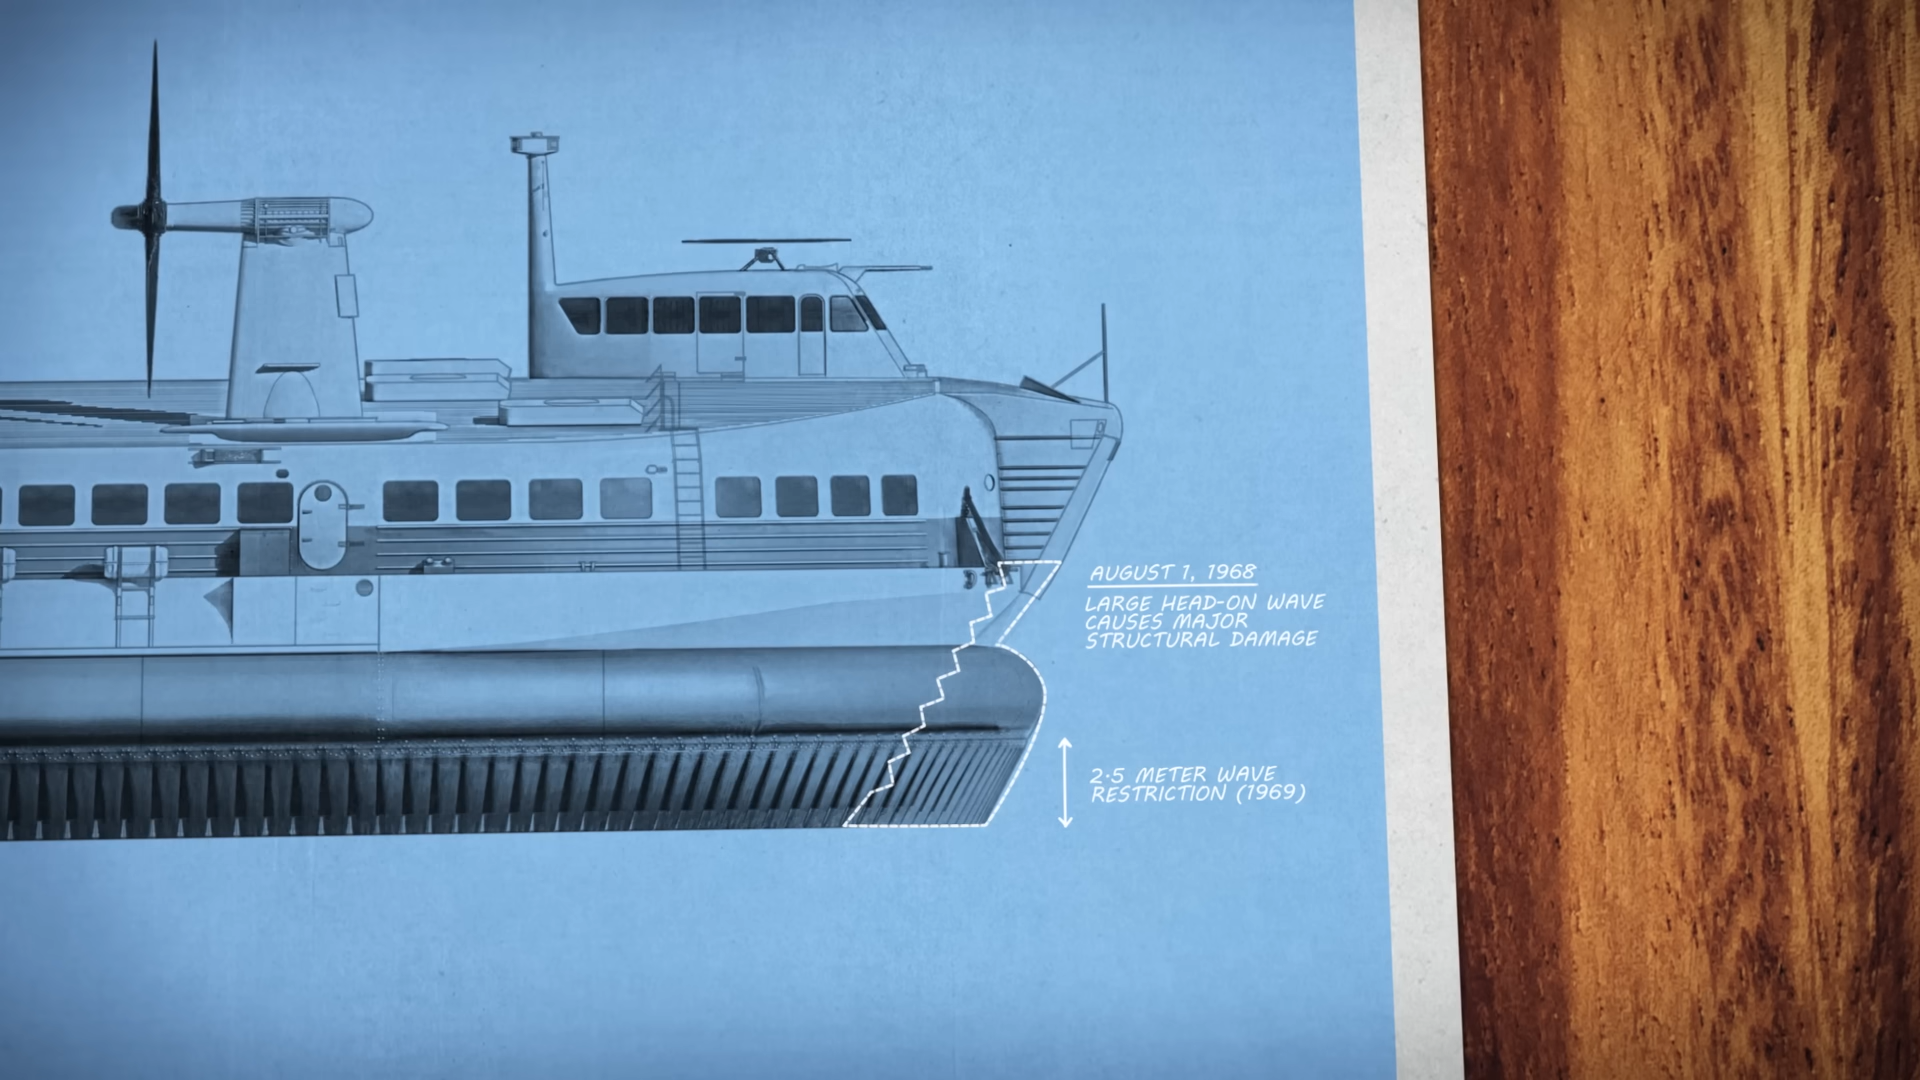 AUGUST 1, 1968
LARGE HEAD-ON WAVE
CAUSES MAJOR
STRUCTURAL DAMAGE
2·5 METER WAVE
RESTRICTION (1969)